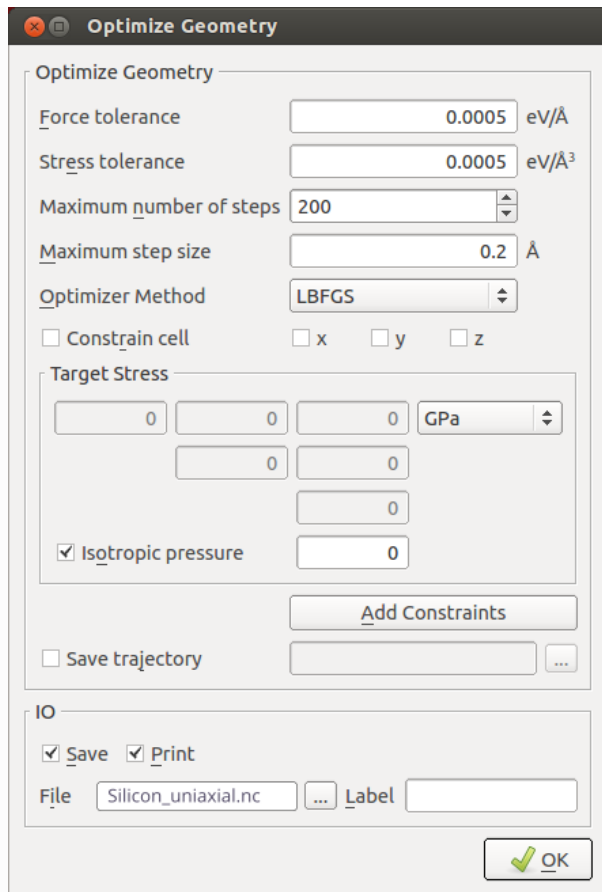 Optimize Geometry
Optimize Geometry
Force tolerance 0.0005 eV/Å
Stress tolerance 0.0005 eV/Å³
Maximum number of steps 200
Maximum step size 0.2 Å
Optimizer Method LBFGS
Constrain cell x y z
Target Stress
0 0 0 GPa
0 0
0
Isotropic pressure 0
Add Constraints
Save trajectory ...
IO
Save Print
File Silicon_uniaxial.nc ... Label
OK